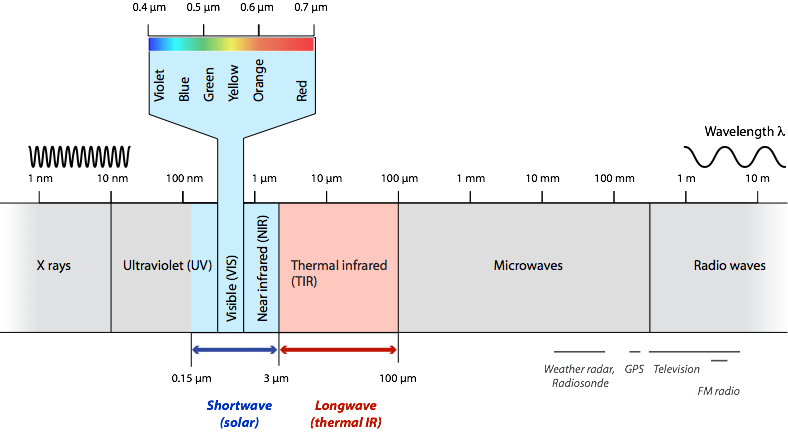 0.4 μm 0.5 μm 0.6 μm 0.7 μm
Violet
Blue
Green
Yellow
Orange
Red
Wavelength λ
1 nm 10 nm 100 nm 1 μm 10 μm 100 μm 1 mm 10 mm 100 mm 1 m 10 m
X rays
Ultraviolet (UV)
Visible (VIS)
Near infrared (NIR)
Thermal infrared
(TIR)
Microwaves
Radio waves
0.15 μm 3 μm 100 μm
Weather radar,
Radiosonde
GPS
Television
FM radio
Shortwave
(solar)
Longwave
(thermal IR)